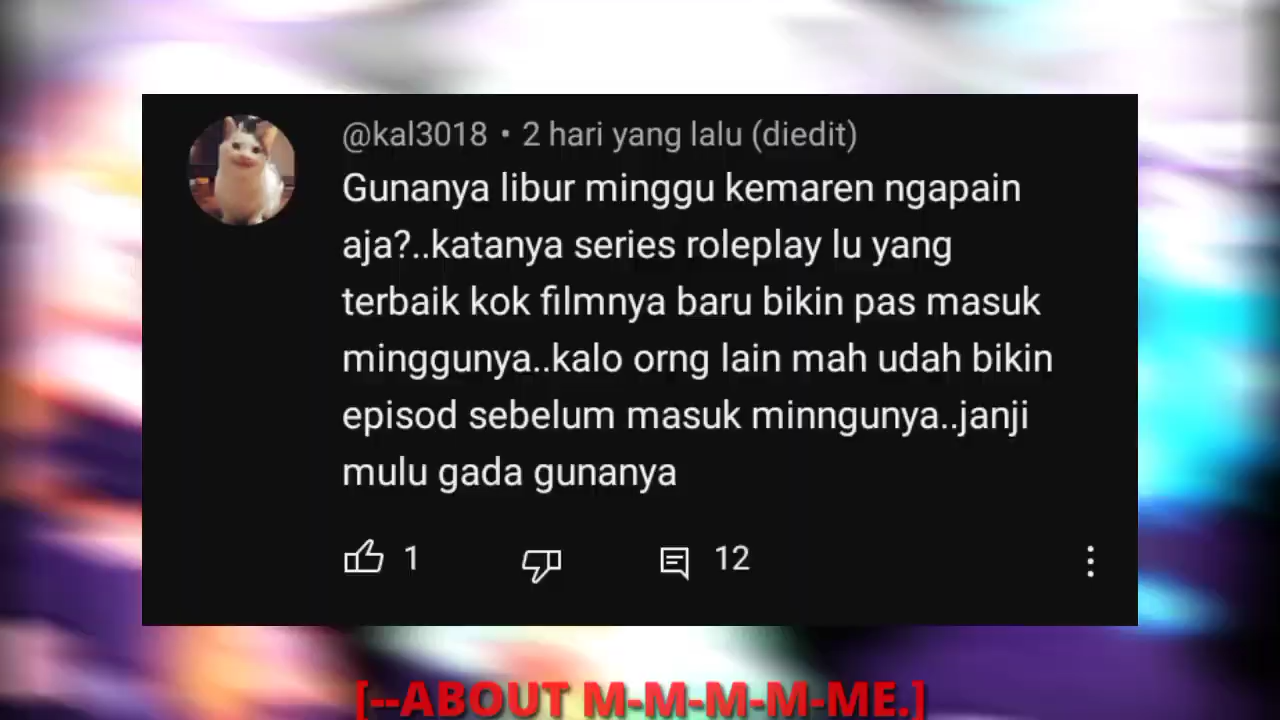 @kal3018 • 2 hari yang lalu (diedit)
Gunanya libur minggu kemaren ngapain
aja?..katanya series roleplay lu yang
terbaik kok filmnya baru bikin pas masuk
minggunya..kalo orng lain mah udah bikin
episod sebelum masuk minngunya..janji
mulu gada gunanya
1 12
[--ABOUT M-M-M-M-ME.]